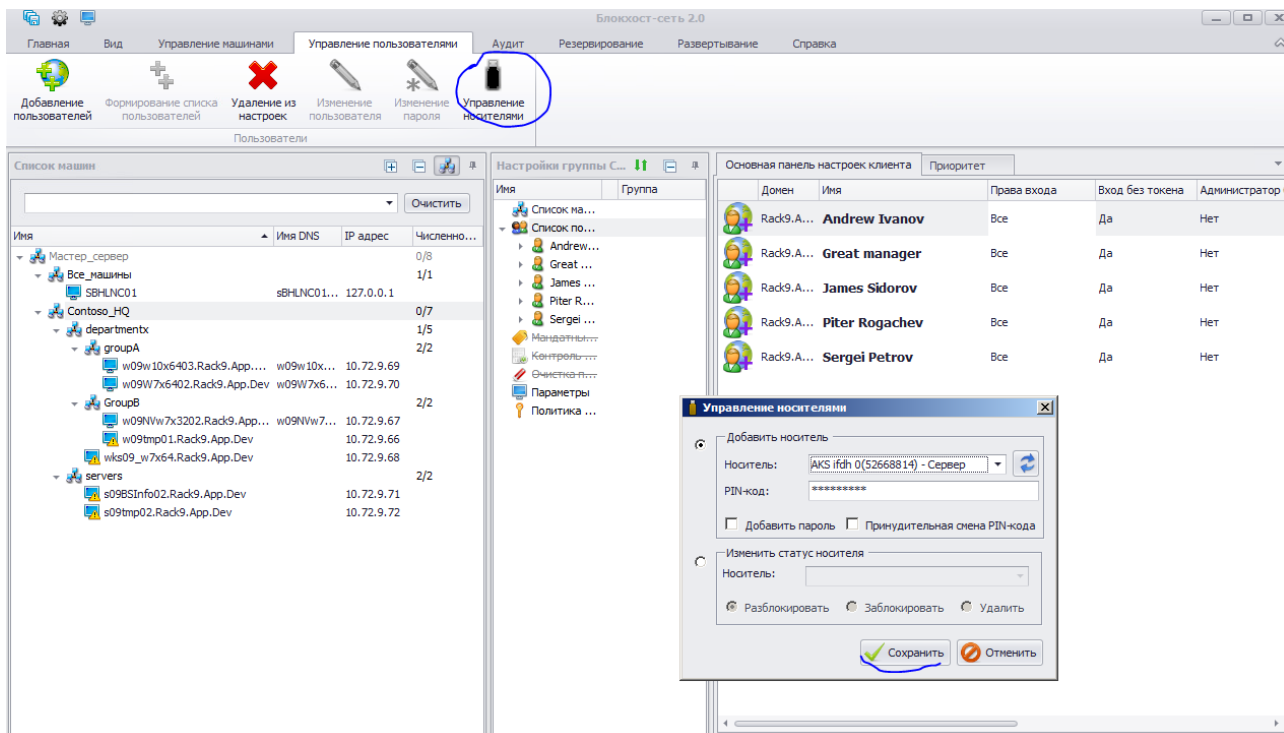 Блокхост-сеть 2.0
Главная Вид Управление машинами Управление пользователями Аудит Резервирование Развертывание Справка
Добавление пользователей
Формирование списка пользователей
Удаление из настроек
Изменение пользователя
Изменение пароля
Управление носителями
Пользователи
Список машин
Очистить
Имя Имя DNS IP адрес Численно...
Мастер_сервер 0/8
Все_машины 1/1
SBHLNC01 sBHLNC01... 127.0.0.1
Contoso_HQ 0/7
departmentx 1/5
groupA 2/2
w09w10x6403.Rack9.App.... w09w10x... 10.72.9.69
w09W7x6402.Rack9.App.Dev w09W7x6... 10.72.9.70
GroupB 2/2
w09NVw7x3202.Rack9.App... w09NVw7... 10.72.9.67
w09tmp01.Rack9.App.Dev 10.72.9.66
wks09_w7x64.Rack9.App.Dev 10.72.9.68
servers 2/2
s09BSInfo02.Rack9.App.Dev 10.72.9.71
s09tmp02.Rack9.App.Dev 10.72.9.72
Настройки группы С...
Имя Группа
Список ма...
Список по...
Andrew...
Great ...
James ...
Piter R...
Sergei ...
Мандатны...
Контроль ...
Очистка п...
Параметры
Политика ...
Основная панель настроек клиента Приоритет
Домен Имя Права входа Вход без токена Администратор
Rack9.A... Andrew Ivanov Все Да Нет
Rack9.A... Great manager Все Да Нет
Rack9.A... James Sidorov Все Да Нет
Rack9.A... Piter Rogachev Все Да Нет
Rack9.A... Sergei Petrov Все Да Нет
Управление носителями
Добавить носитель
Носитель: AKS ifdh 0(52668814) - Сервер
PIN-код: *********
Добавить пароль Принудительная смена PIN-кода
Изменить статус носителя
Носитель:
Разблокировать Заблокировать Удалить
Сохранить Отменить